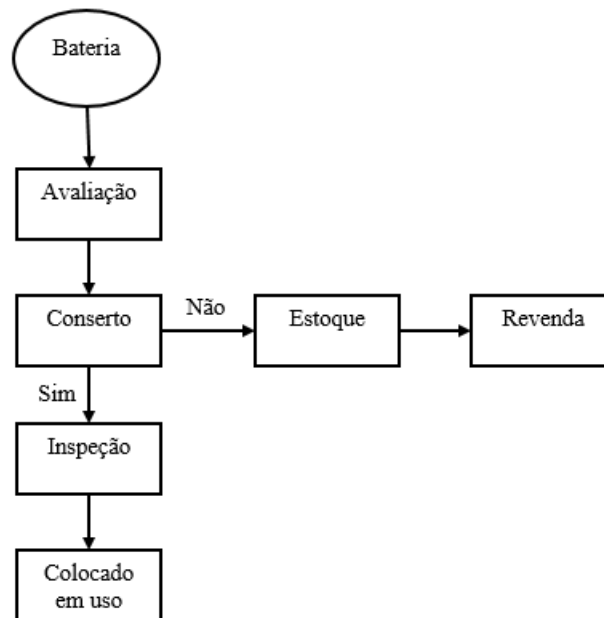 Bateria
Avaliação
Conserto
Não
Estoque
Revenda
Sim
Inspeção
Colocado
em uso